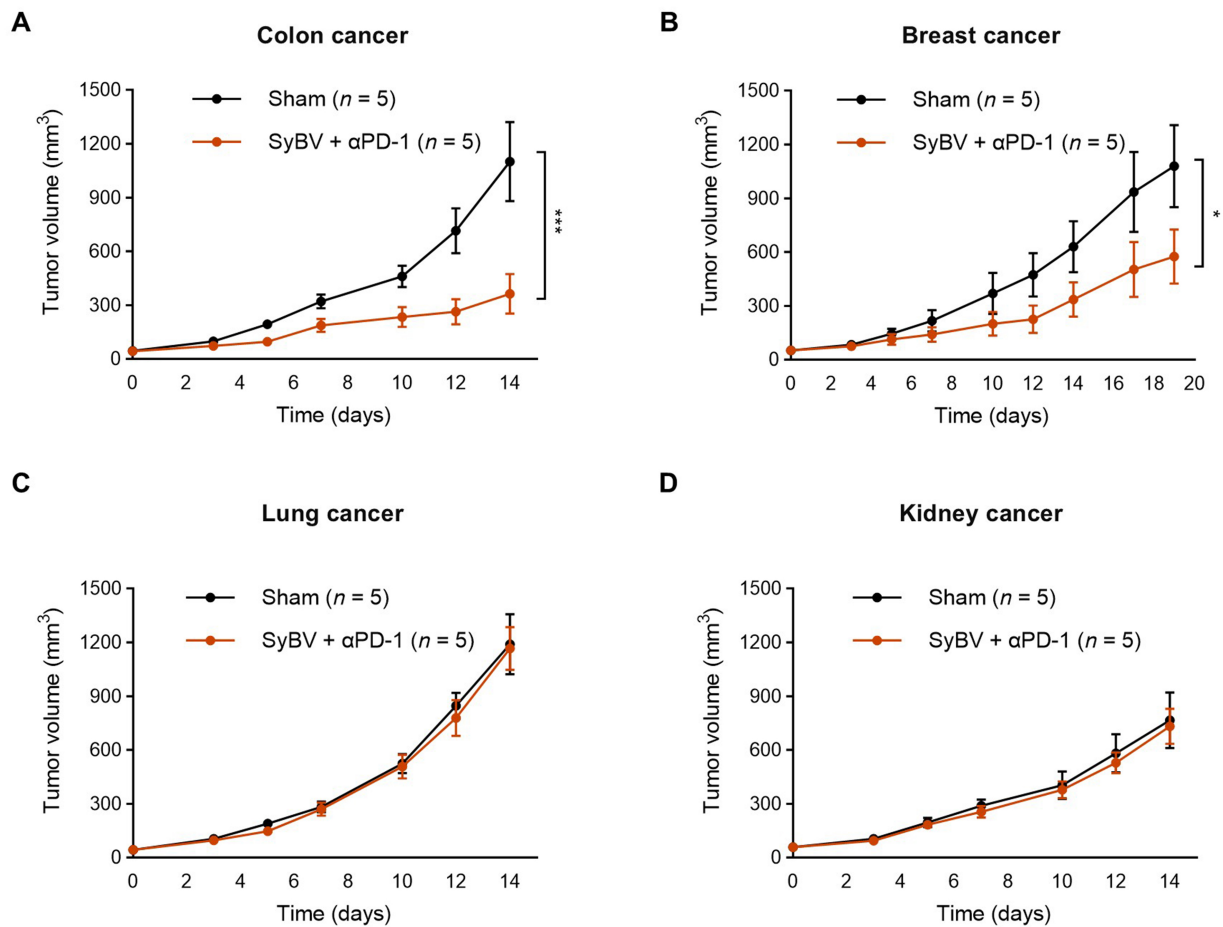 A
Colon cancer
1500
1200
900
600
300
0
Tumor volume (mm³)
Sham (n = 5)
SyBV + αPD-1 (n = 5)
***
0 2 4 6 8 10 12 14
Time (days)
B
Breast cancer
1500
1200
900
600
300
0
Tumor volume (mm³)
Sham (n = 5)
SyBV + αPD-1 (n = 5)
*
0 2 4 6 8 10 12 14 16 18 20
Time (days)
C
Lung cancer
1500
1200
900
600
300
0
Tumor volume (mm³)
Sham (n = 5)
SyBV + αPD-1 (n = 5)
0 2 4 6 8 10 12 14
Time (days)
D
Kidney cancer
1500
1200
900
600
300
0
Tumor volume (mm³)
Sham (n = 5)
SyBV + αPD-1 (n = 5)
0 2 4 6 8 10 12 14
Time (days)